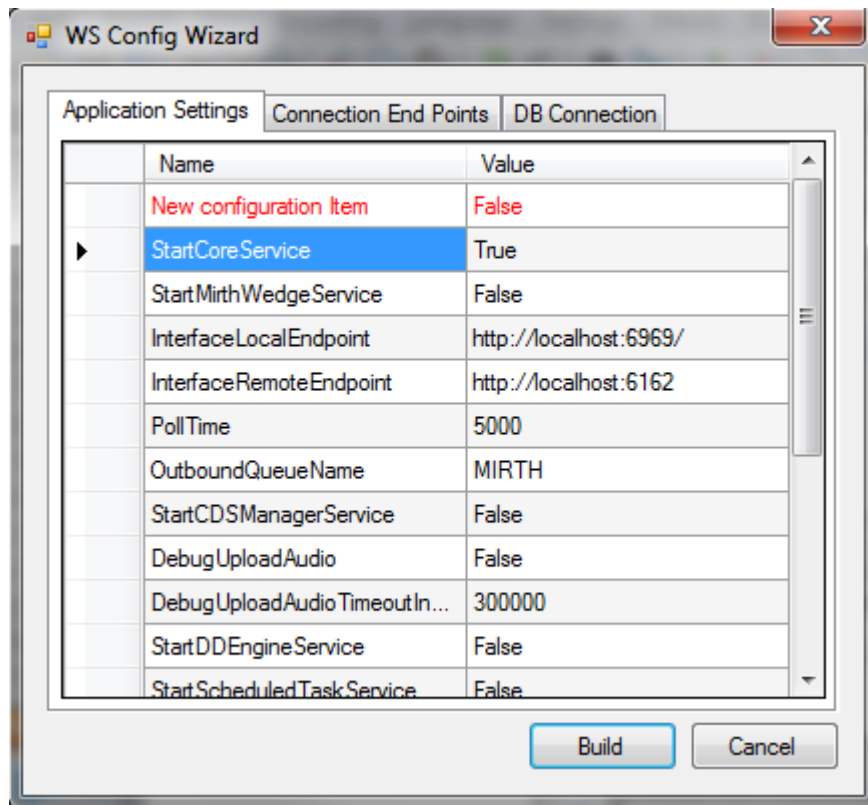 WS Config Wizard
Application Settings Connection End Points DB Connection
Name Value
New configuration Item False
StartCoreService True
StartMirthWedgeService False
InterfaceLocalEndpoint http://localhost:6969/
InterfaceRemoteEndpoint http://localhost:6162
PollTime 5000
OutboundQueueName MIRTH
StartCDSManagerService False
DebugUploadAudio False
DebugUploadAudioTimeoutIn... 300000
StartDDEngineService False
StartScheduledTaskService False
Build Cancel